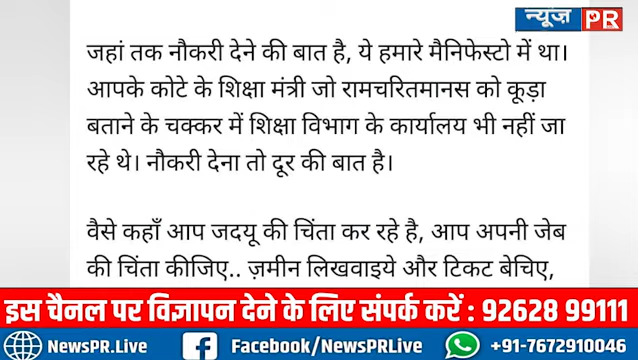 न्यूज़ PR
जहां तक नौकरी देने की बात है, ये हमारे मैनिफेस्टो में था।
आपके कोटे के शिक्षा मंत्री जो रामचरितमानस को कूड़ा
बताने के चक्कर में शिक्षा विभाग के कार्यालय भी नहीं जा
रहे थे। नौकरी देना तो दूर की बात है।
वैसे कहाँ आप जदयू की चिंता कर रहे है, आप अपनी जेब
की चिंता कीजिए.. ज़मीन लिखवाइये और टिकट बेचिए,
इस चैनल पर विज्ञापन देने के लिए संपर्क करें : 92628 99111
NewsPR.Live Facebook/NewsPRLive +91-7672910046